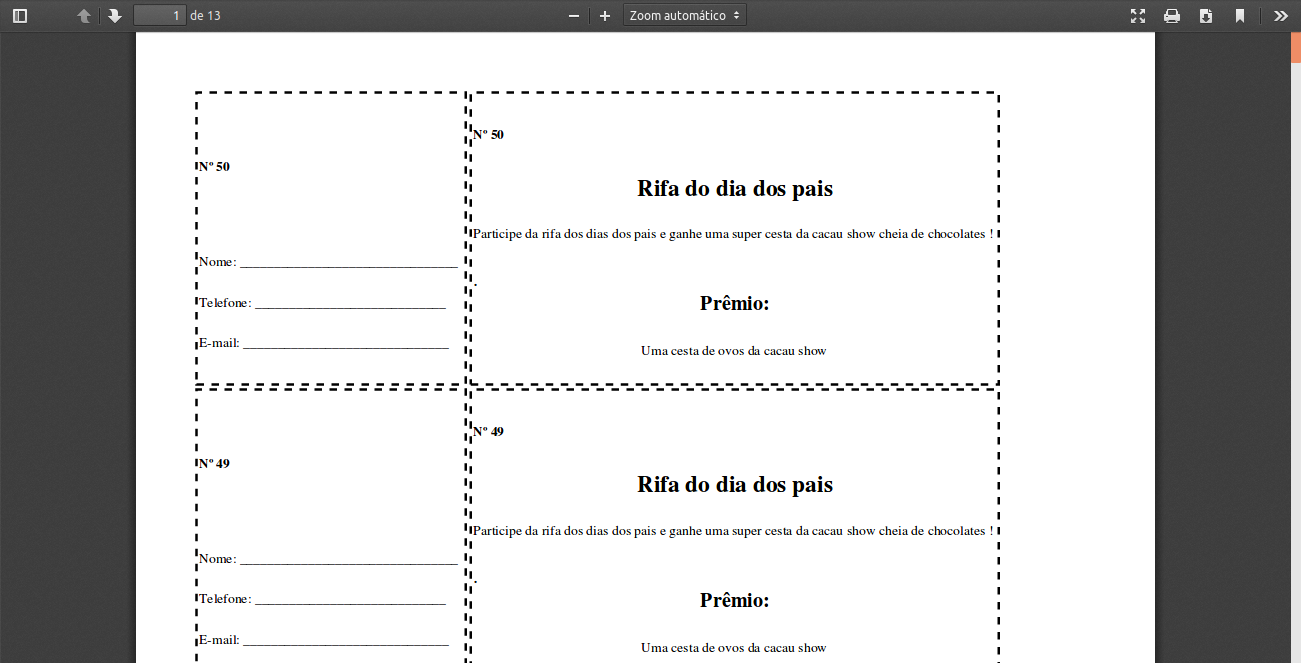 1 de 13 Zoom automático
Nº 50
Nome: _______________________________
Telefone: ___________________________
E-mail: _____________________________
Nº 50
Rifa do dia dos pais
Participe da rifa dos dias dos pais e ganhe uma super cesta da cacau show cheia de chocolates !
.
Prêmio:
Uma cesta de ovos da cacau show
Nº 49
Nome: _______________________________
Telefone: ___________________________
E-mail: _____________________________
Nº 49
Rifa do dia dos pais
Participe da rifa dos dias dos pais e ganhe uma super cesta da cacau show cheia de chocolates !
.
Prêmio:
Uma cesta de ovos da cacau show